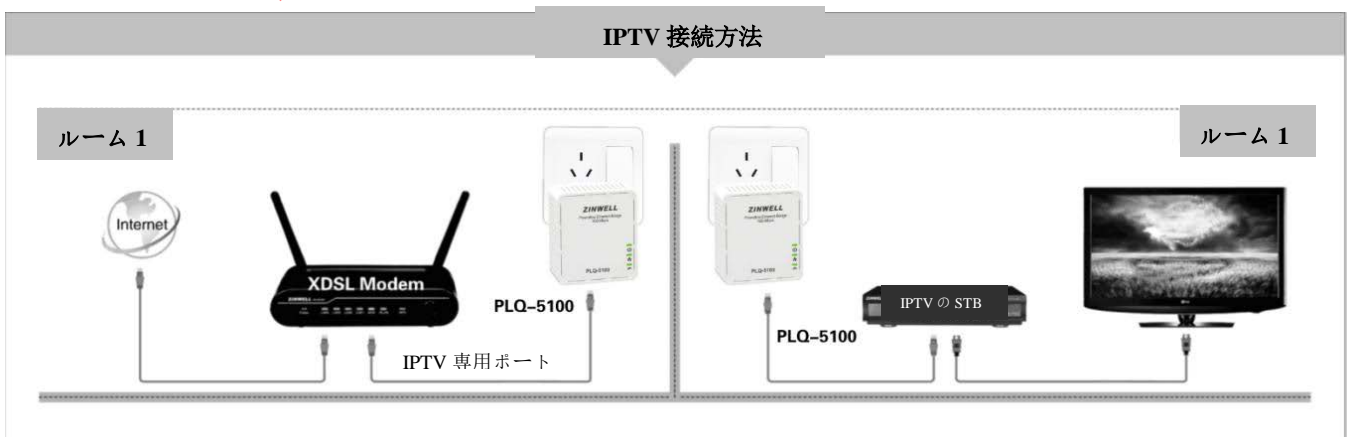 IPTV 接続方法
ルーム 1
ルーム 1
Internet
XDSL Modem
ZINWELL
ZINWELL
PLQ-5100
PLQ-5100
IPTV 専用ポート
ZINWELL
PLQ-5100
PLQ-5100
IPTV の STB